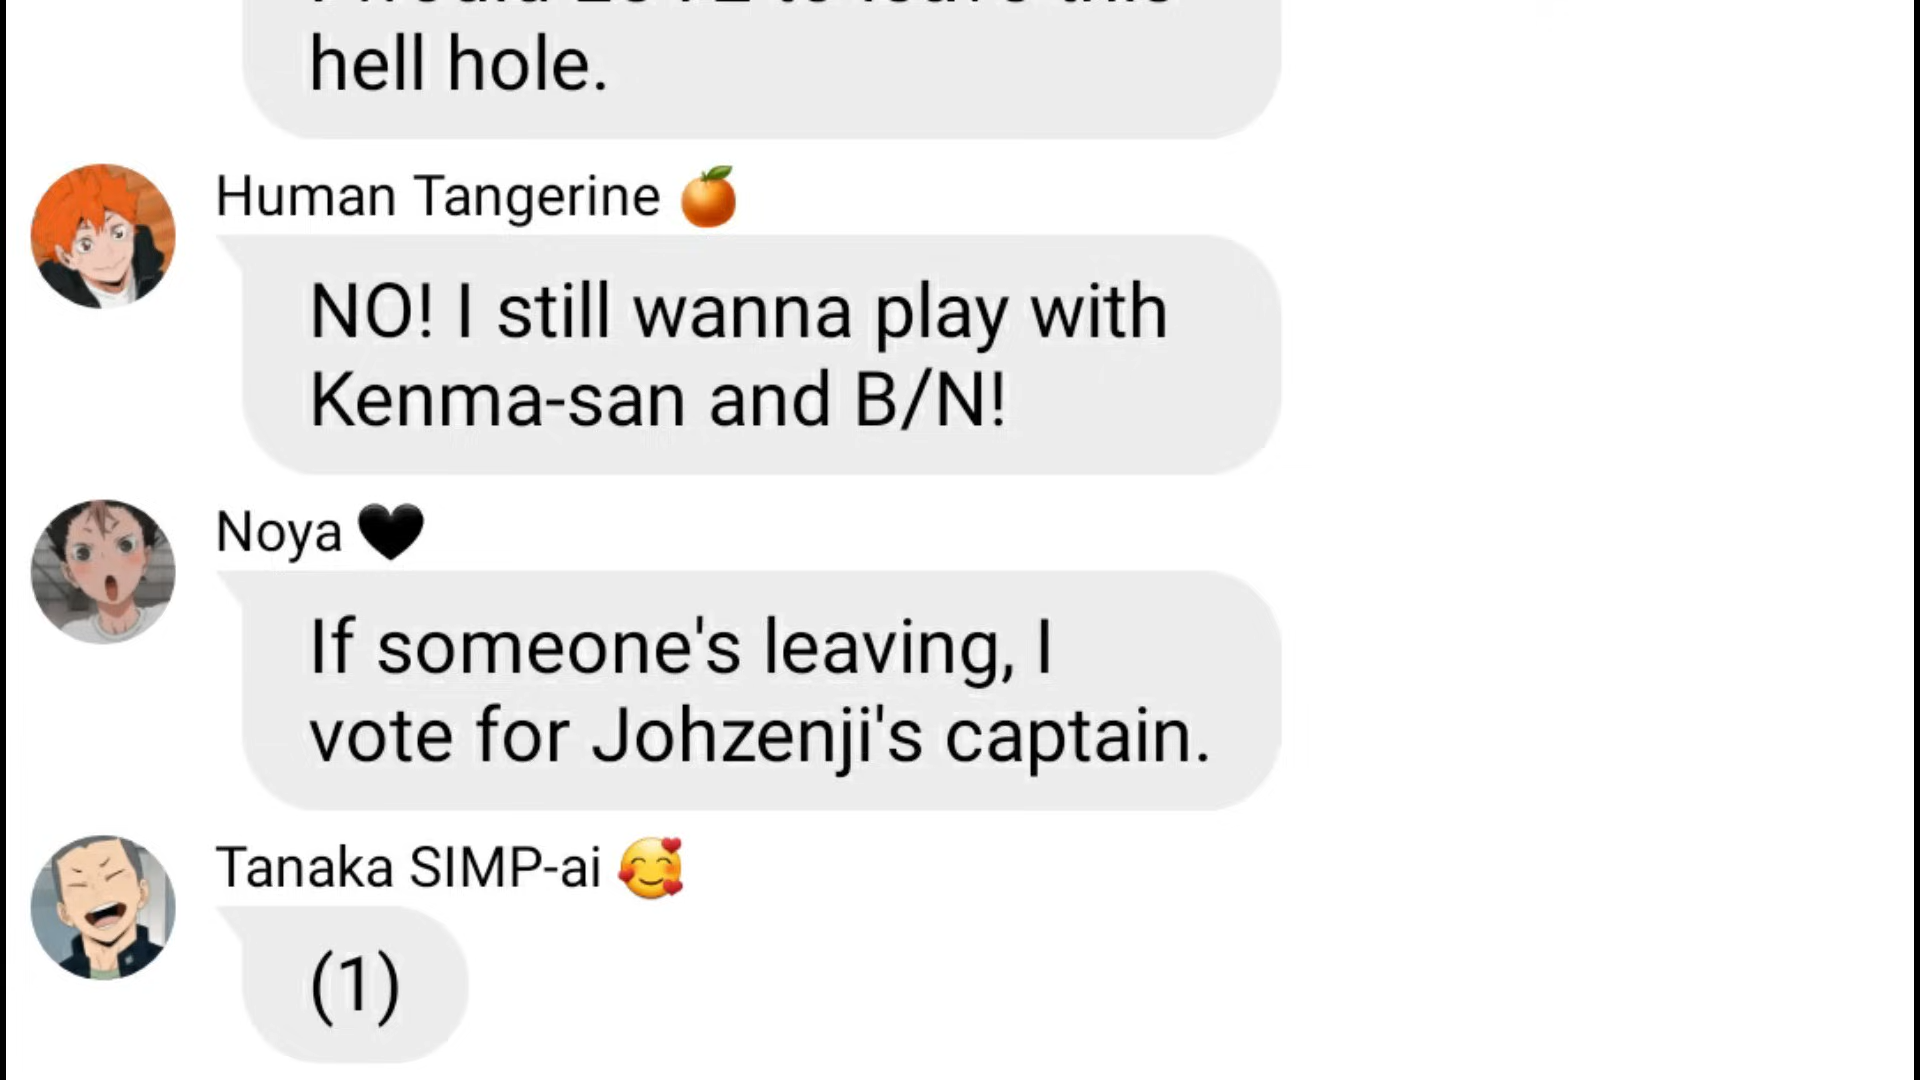 hell hole.
Human Tangerine 🍊
NO! I still wanna play with
Kenma-san and B/N!
Noya 🖤
If someone's leaving, I
vote for Johzenji's captain.
Tanaka SIMP-ai 🥰
(1)